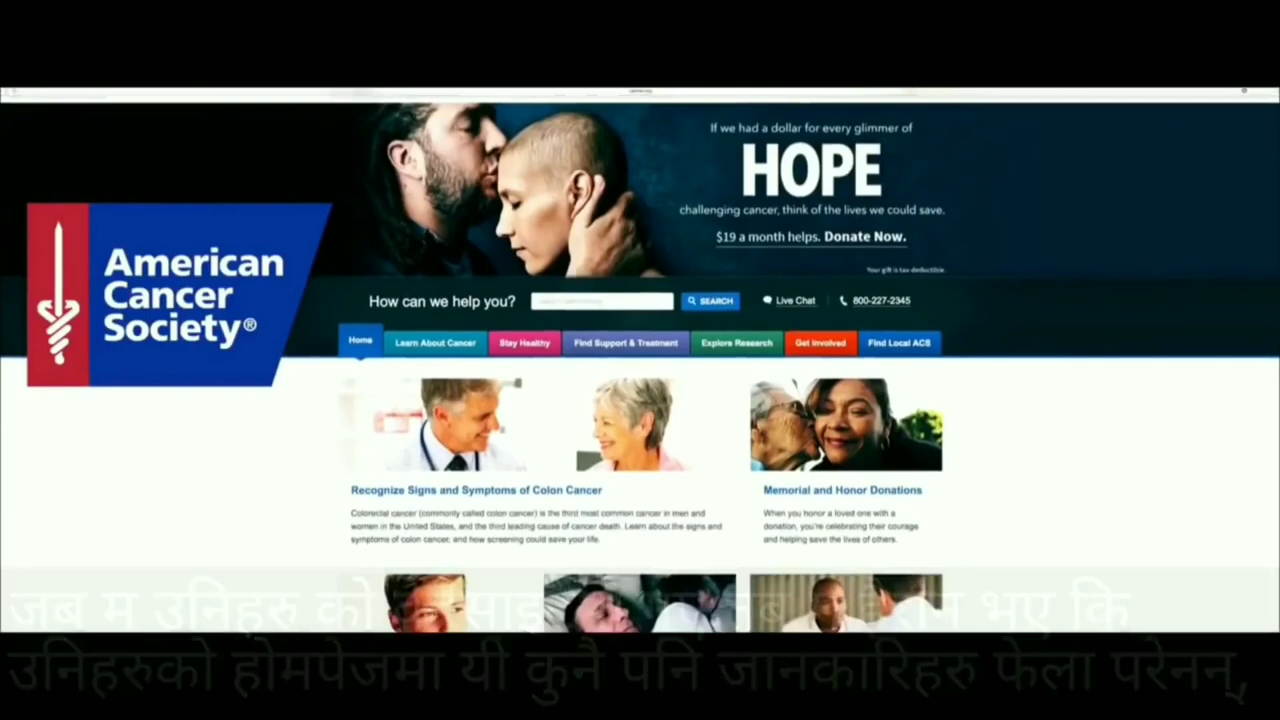 If we had a dollar for every glimmer of
HOPE
challenging cancer, think of the lives we could save.
$19 a month helps. Donate Now.
Your gift is tax deductible.
American
Cancer
Society®
How can we help you?
SEARCH
Live Chat
800-227-2345
Home
Learn About Cancer
Stay Healthy
Find Support & Treatment
Explore Research
Get Involved
Find Local ACS
Recognize Signs and Symptoms of Colon Cancer
Colorectal cancer (commonly called colon cancer) is the third most common cancer in men and
women in the United States, and the third leading cause of cancer death. Learn about the signs and
symptoms of colon cancer, and how screening could save your life.
Memorial and Honor Donations
When you honor a loved one with a
donation, you're celebrating their courage
and helping save the lives of others.
जब म उनिहरु को भए कि
उनिहरुको होमपेजमा यी कुनै पनि जानकारिहरु फेला परेनन्,